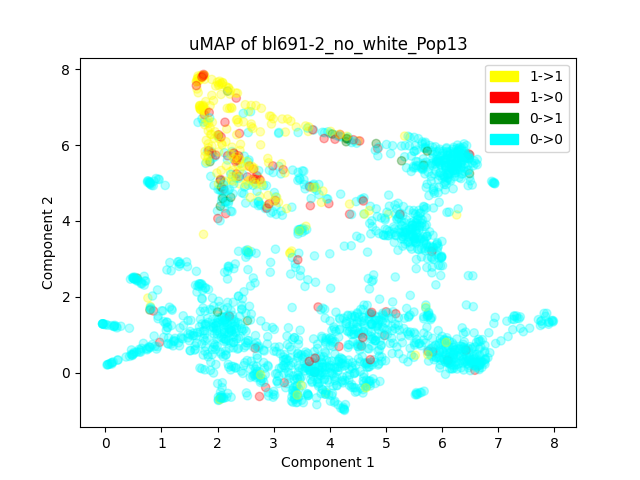 uMAP of bl691-2_no_white_Pop13
8
6
4
2
0
Component 2
0 1 2 3 4 5 6 7 8
Component 1
1->1
1->0
0->1
0->0